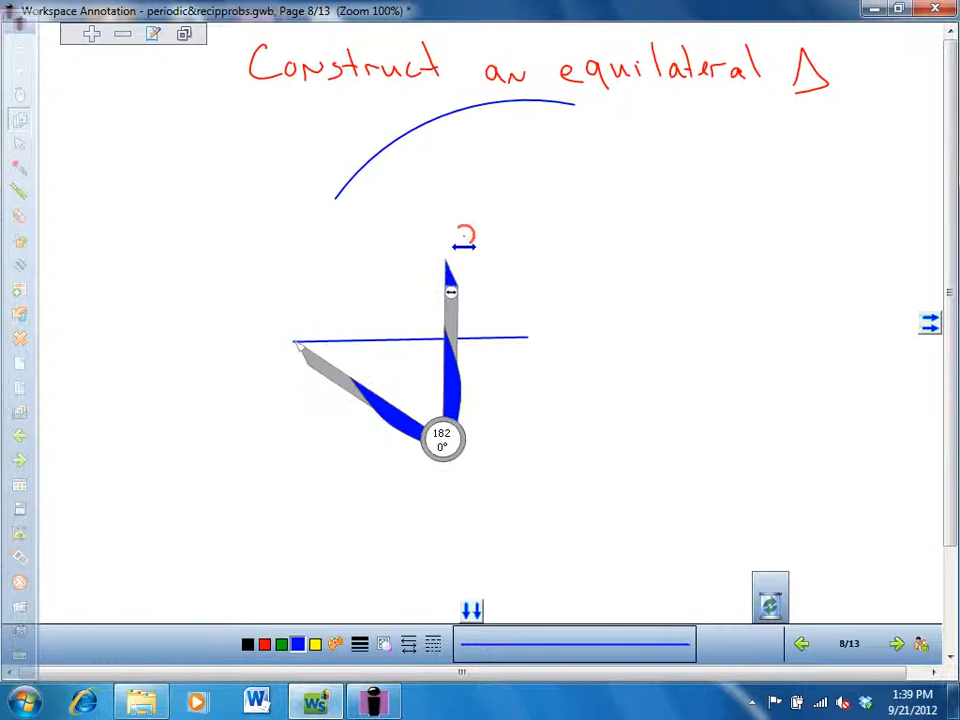 Workspace Annotation - periodic&recipprobs.gwb, Page 8/13 (Zoom 100%) *
Construct an equilateral Δ
182
0°
8/13
1:39 PM
9/21/2012